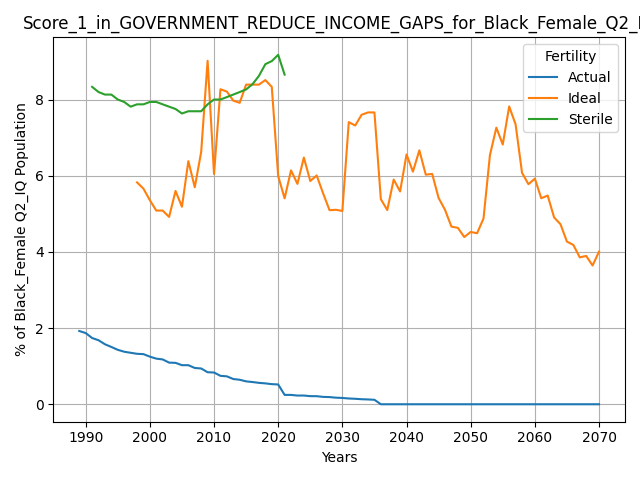 Score_1_in_GOVERNMENT_REDUCE_INCOME_GAPS_for_Black_Female_Q2_I
Fertility
Actual
Ideal
Sterile
% of Black_Female Q2_IQ Population
8
6
4
2
0
1990 2000 2010 2020 2030 2040 2050 2060 2070
Years